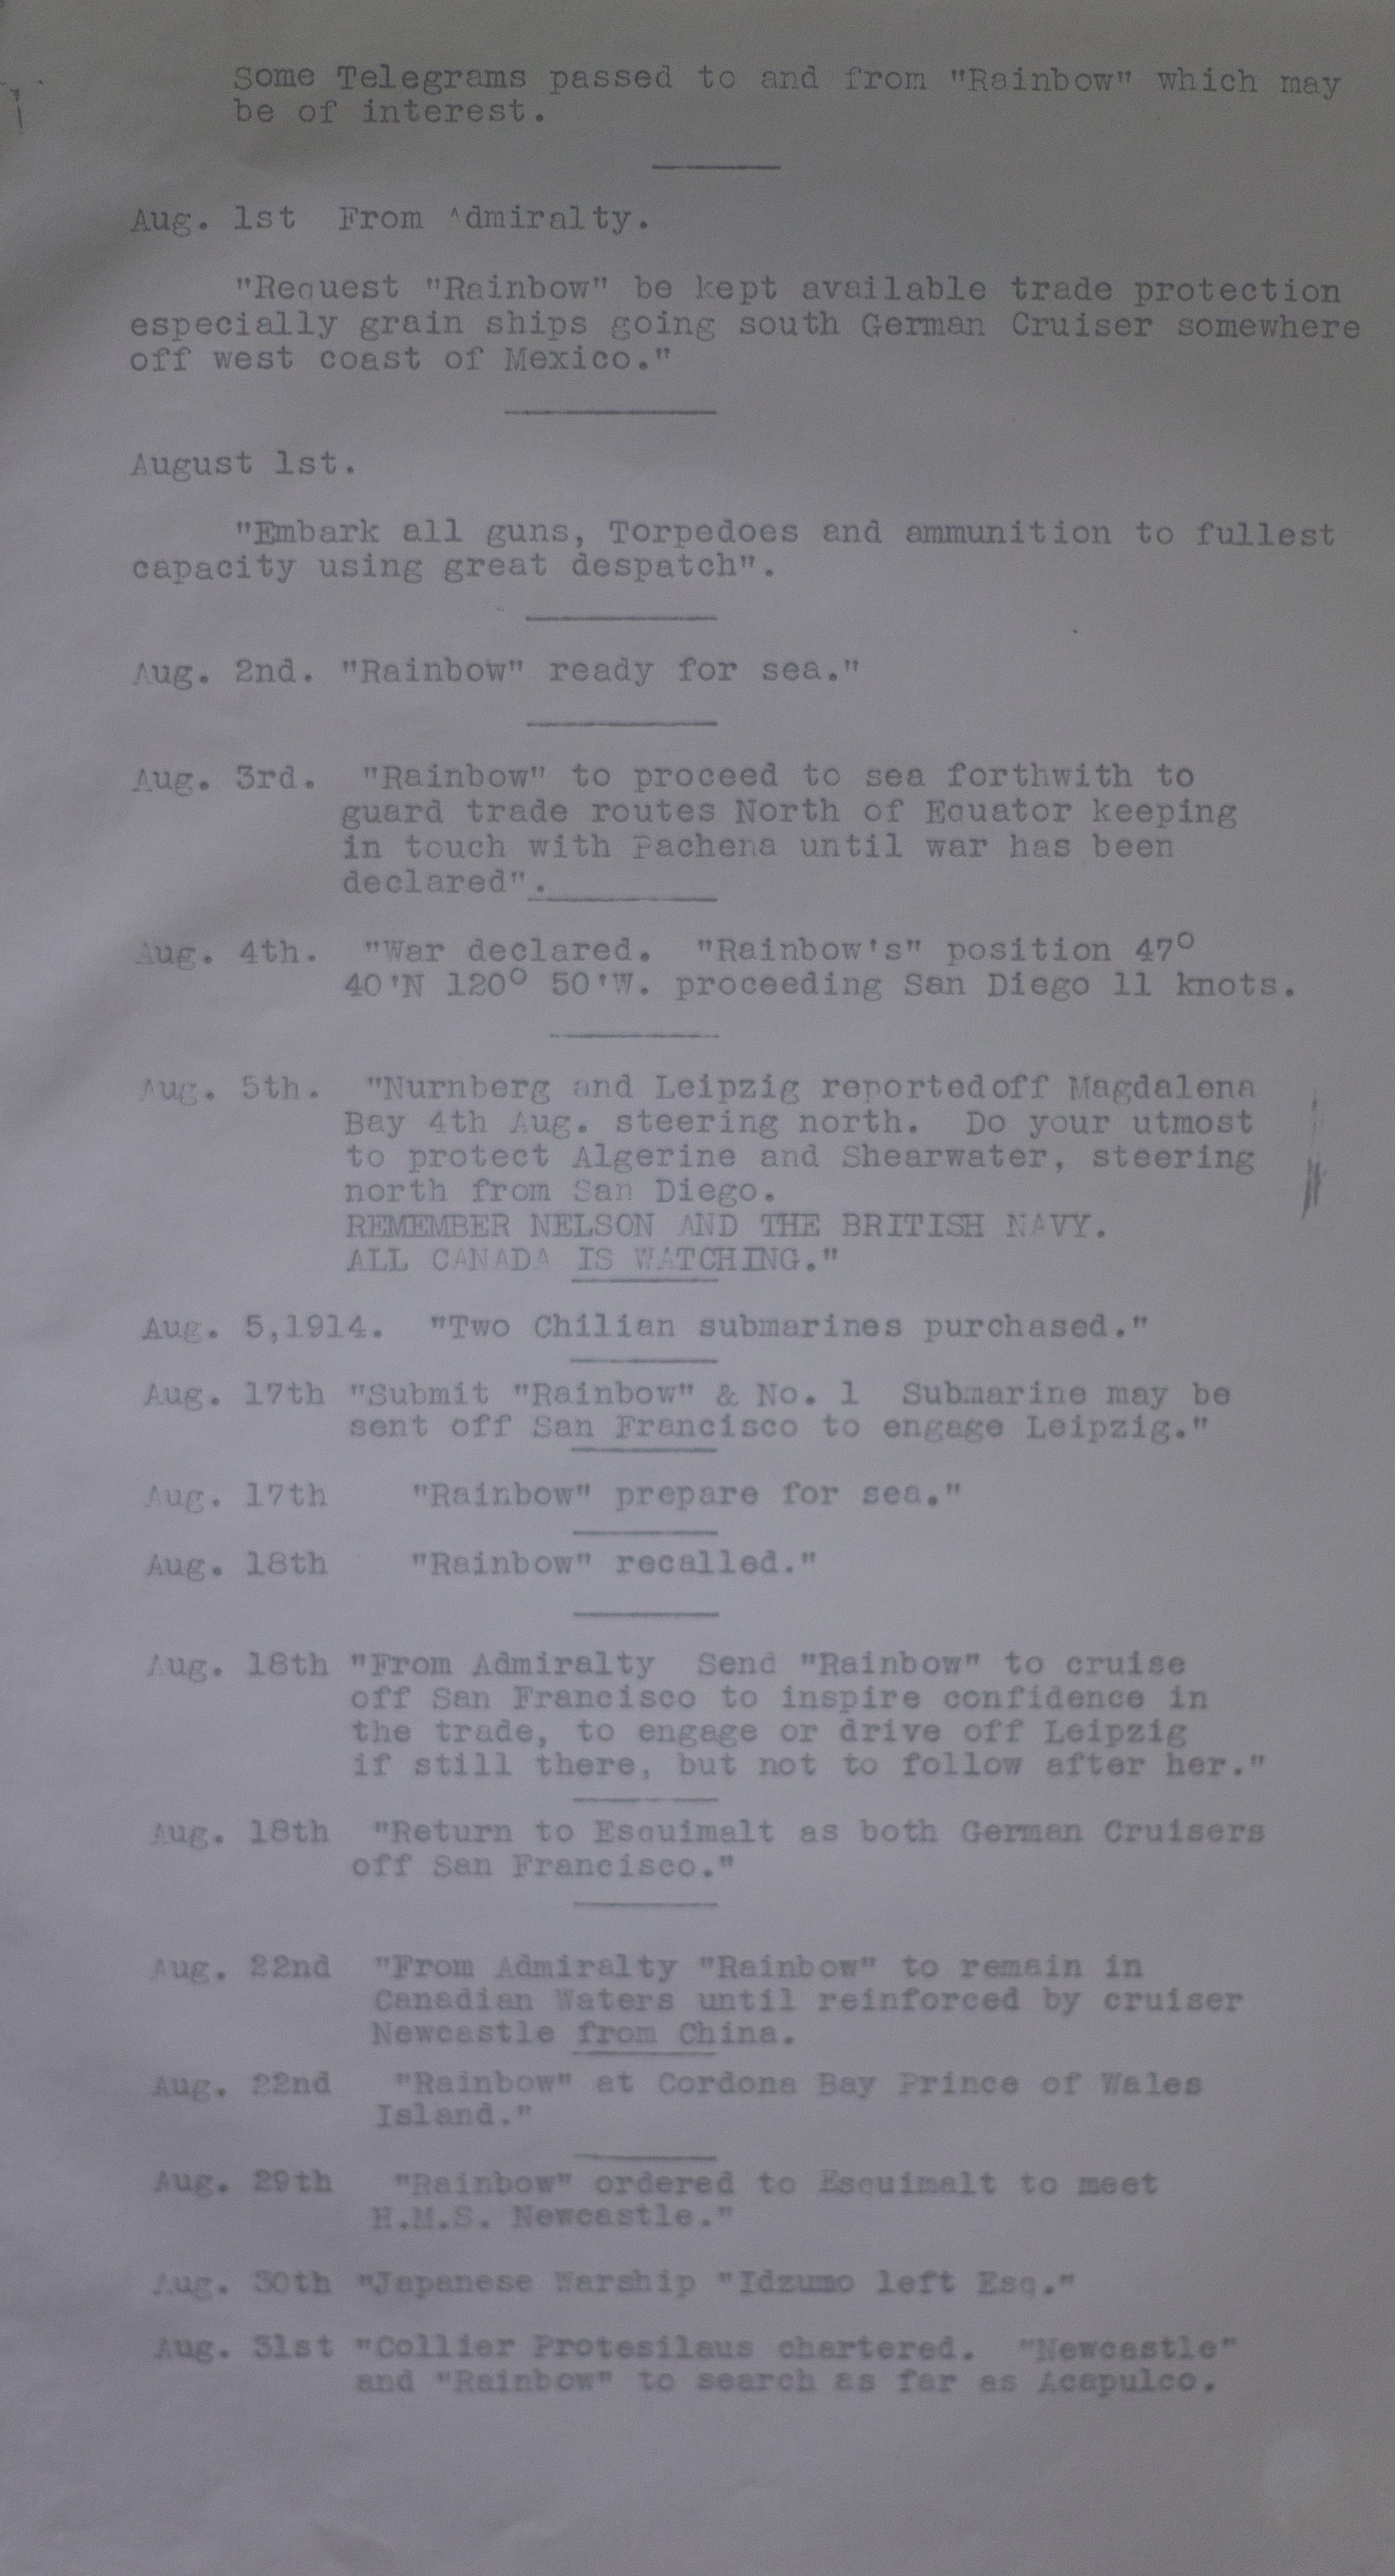 Some Telegrams passed to and from "Rainbow" which may
be of interest.
Aug. 1st From Admiralty.
"Request "Rainbow" be kept available trade protection
especially grain ships going south German Cruiser somewhere
off west coast of Mexico."
August 1st.
"Embark all guns, Torpedoes and ammunition to fullest
capacity using great despatch".
Aug. 2nd. "Rainbow" ready for sea."
Aug. 3rd. "Rainbow" to proceed to sea forthwith to
guard trade routes North of Equator keeping
in touch with Pachena until war has been
declared".
Aug. 4th. "War declared. "Rainbow's" position 47°
40'N 120° 50'W. proceeding San Diego 11 knots.
Aug. 5th. "Nurnberg and Leipzig reportedoff Magdalena
Bay 4th Aug. steering north. Do your utmost
to protect Algerine and Shearwater, steering
north from San Diego.
REMEMBER NELSON AND THE BRITISH NAVY.
ALL CANADA IS WATCHING."
Aug. 5,1914. "Two Chilian submarines purchased."
Aug. 17th "Submit "Rainbow" & No. 1 Submarine may be
sent off San Francisco to engage Leipzig."
Aug. 17th "Rainbow" prepare for sea."
Aug. 18th "Rainbow" recalled."
Aug. 18th "From Admiralty Send "Rainbow" to cruise
off San Francisco to inspire confidence in
the trade, to engage or drive off Leipzig
if still there, but not to follow after her."
Aug. 18th "Return to Esquimalt as both German Cruisers
off San Francisco."
Aug. 22nd "From Admiralty "Rainbow" to remain in
Canadian Waters until reinforced by cruiser
Newcastle from China.
Aug. 22nd "Rainbow" at Cordona Bay Prince of Wales
Island."
Aug. 29th "Rainbow" ordered to Esquimalt to meet
H.M.S. Newcastle."
Aug. 30th "Japanese Warship "Idzumo left Esq."
Aug. 31st "Collier Protesilaus chartered. "Newcastle"
and "Rainbow" to search as far as Acapulco.